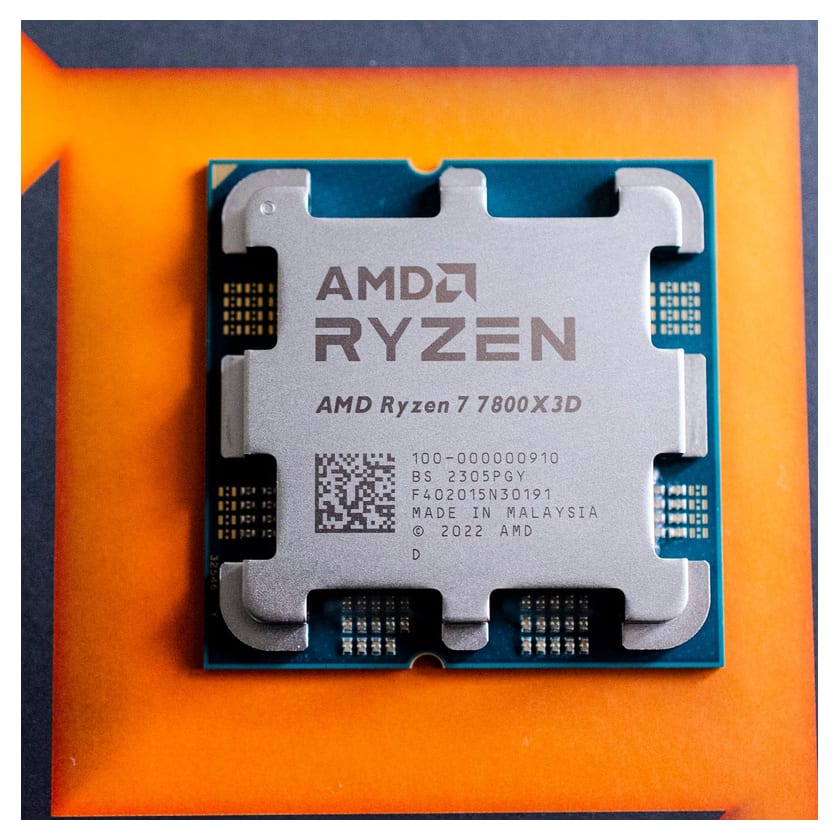 AMD
RYZEN
AMD Ryzen 7 7800X3D
100-000000910
BS 2305PGY
F402015N30191
MADE IN MALAYSIA
© 2022 AMD
D